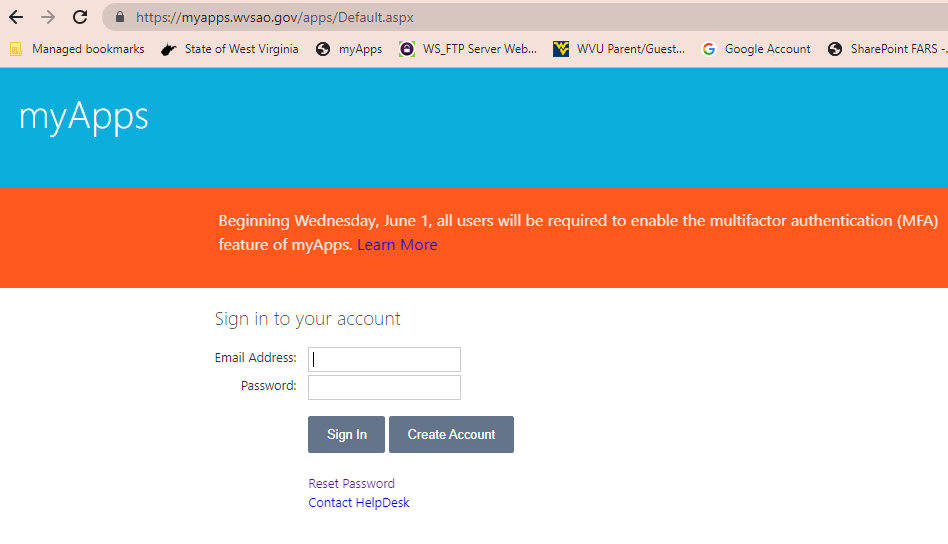 https://myapps.wvsao.gov/apps/Default.aspx
Managed bookmarks State of West Virginia myApps WS_FTP Server Web... WVU Parent/Guest... Google Account SharePoint FARS -...
myApps
Beginning Wednesday, June 1, all users will be required to enable the multifactor authentication (MFA)
feature of myApps. Learn More
Sign in to your account
Email Address:
Password:
Sign In Create Account
Reset Password
Contact HelpDesk